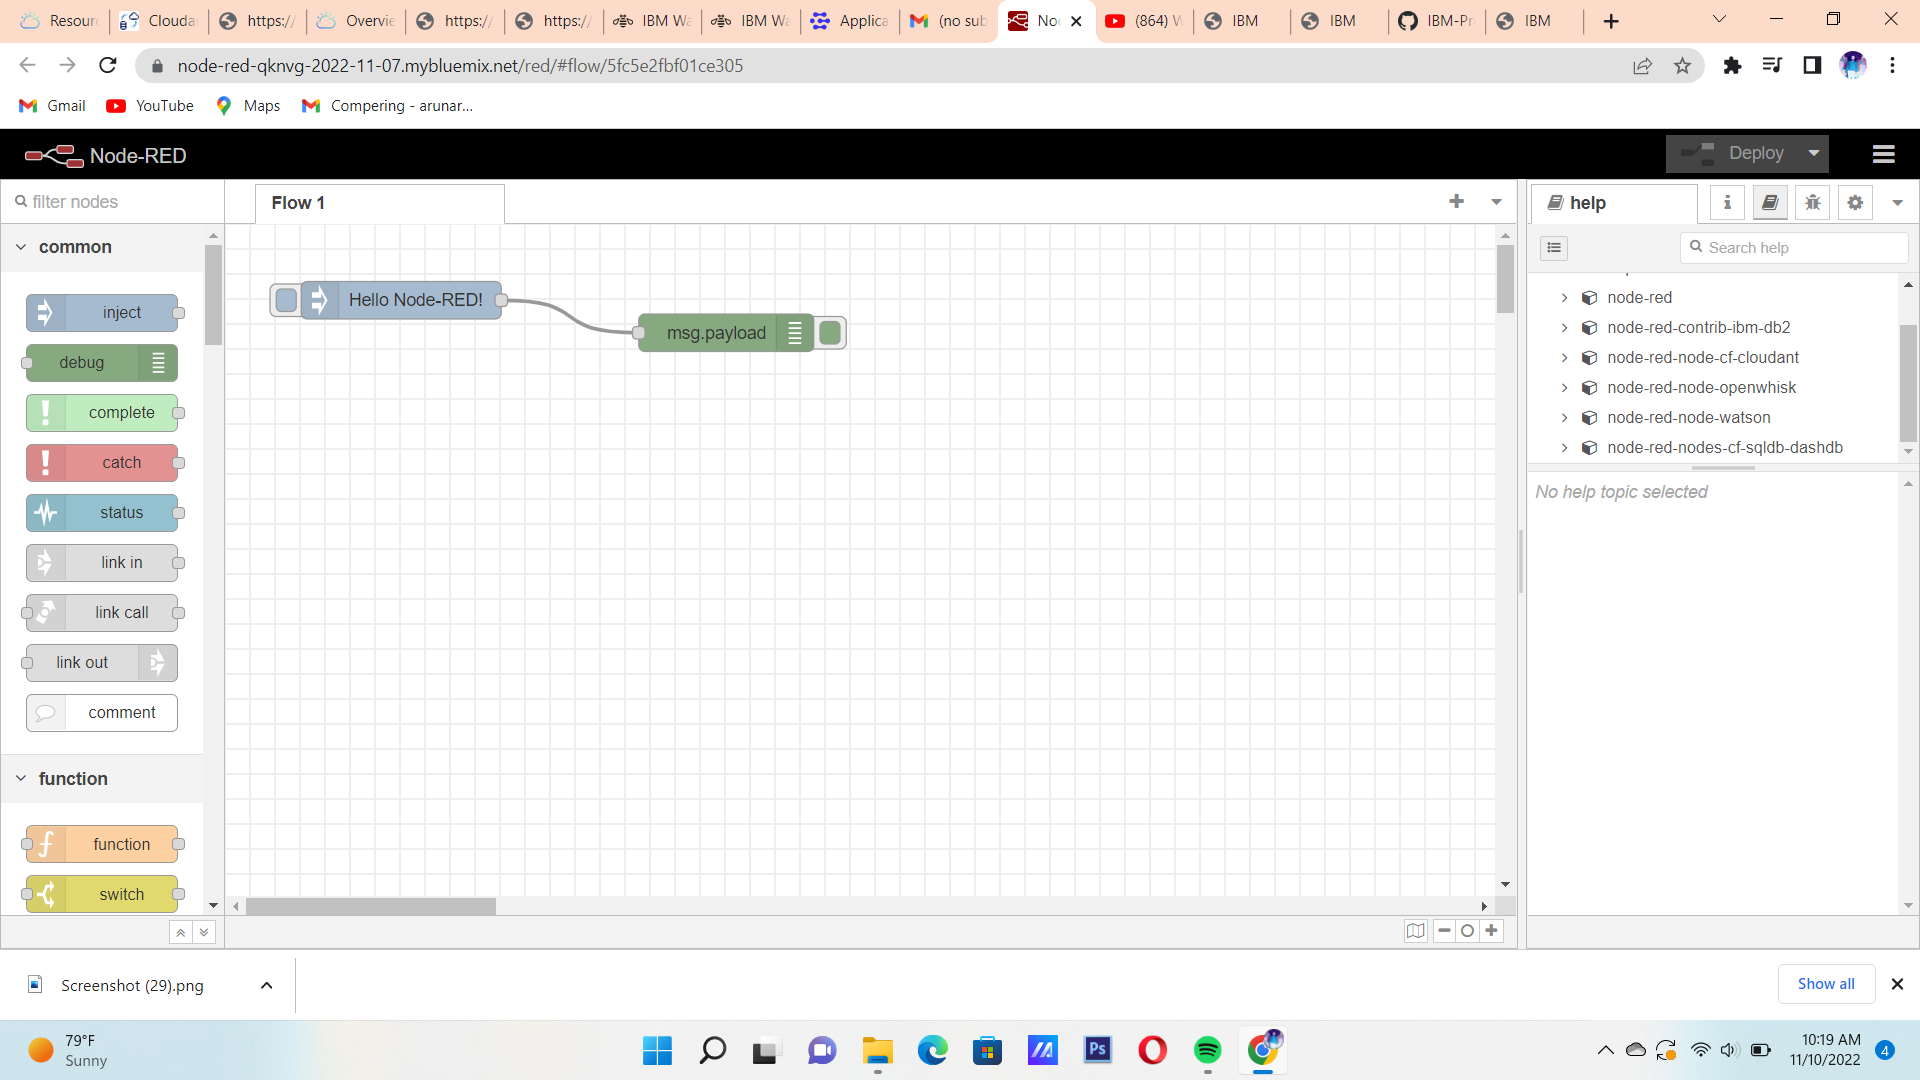 Resour
Cloudan
https:/
Overvie
https:/
https:/
IBM Wa
IBM Wa
Applica
(no sub
Noc
(864) W
IBM
IBM
IBM-Pr
IBM
node-red-qknvg-2022-11-07.mybluemix.net/red/#flow/5fc5e2fbf01ce305
Gmail
YouTube
Maps
Compering - arunar...
Node-RED
Deploy
filter nodes
Flow 1
help
common
Search help
inject
debug
complete
catch
status
link in
link call
link out
comment
function
function
switch
Hello Node-RED!
msg.payload
node-red
node-red-contrib-ibm-db2
node-red-node-cf-cloudant
node-red-node-openwhisk
node-red-node-watson
node-red-nodes-cf-sqldb-dashdb
No help topic selected
Screenshot (29).png
Show all
79°F
Sunny
Ps
10:19 AM
11/10/2022
4